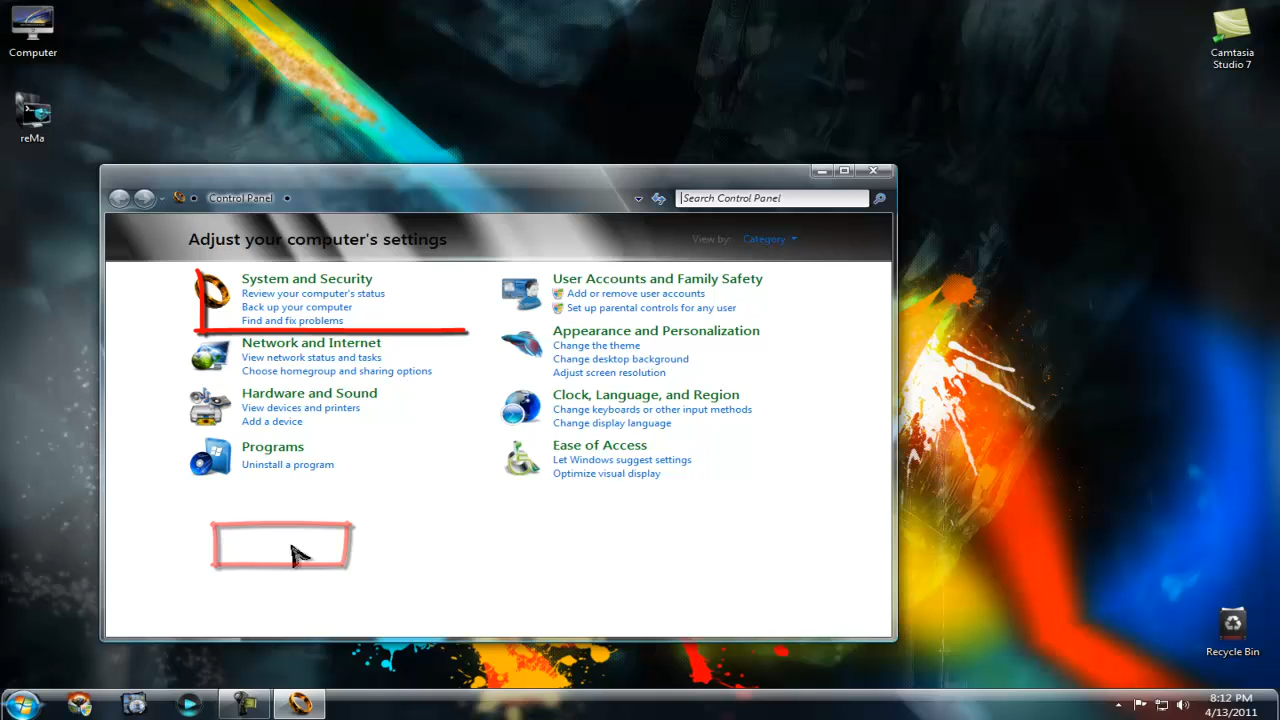 Computer
reMa
Camtasia
Studio 7
Control Panel
Search Control Panel
Adjust your computer's settings
View by: Category
System and Security
Review your computer's status
Back up your computer
Find and fix problems
Network and Internet
View network status and tasks
Choose homegroup and sharing options
Hardware and Sound
View devices and printers
Add a device
Programs
Uninstall a program
User Accounts and Family Safety
Add or remove user accounts
Set up parental controls for any user
Appearance and Personalization
Change the theme
Change desktop background
Adjust screen resolution
Clock, Language, and Region
Change keyboards or other input methods
Change display language
Ease of Access
Let Windows suggest settings
Optimize visual display
Recycle Bin
8:12 PM
4/13/2011